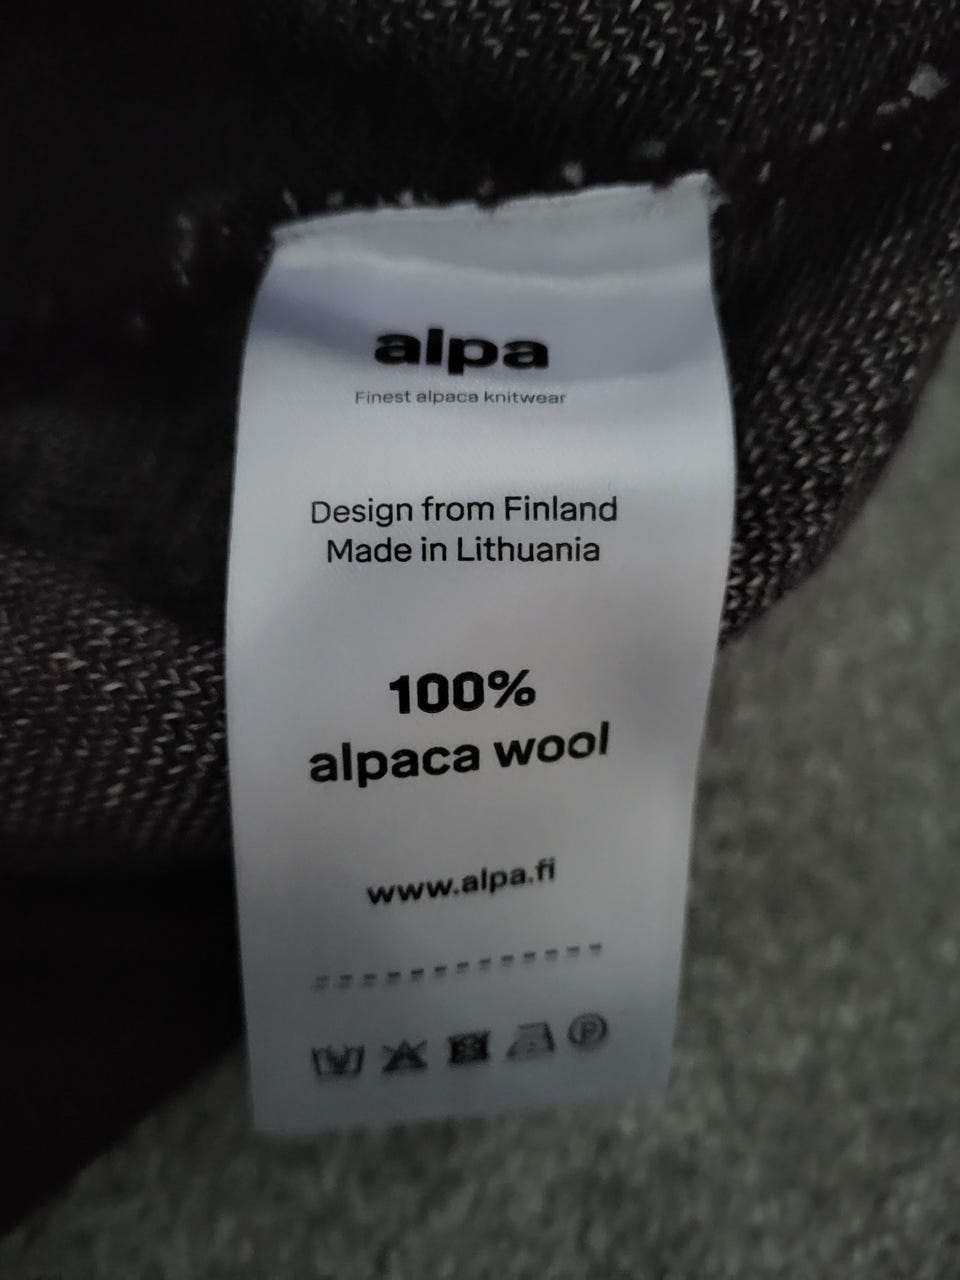 alpa
Finest alpaca knitwear
Design from Finland
Made in Lithuania
100%
alpaca wool
www.alpa.fi
P